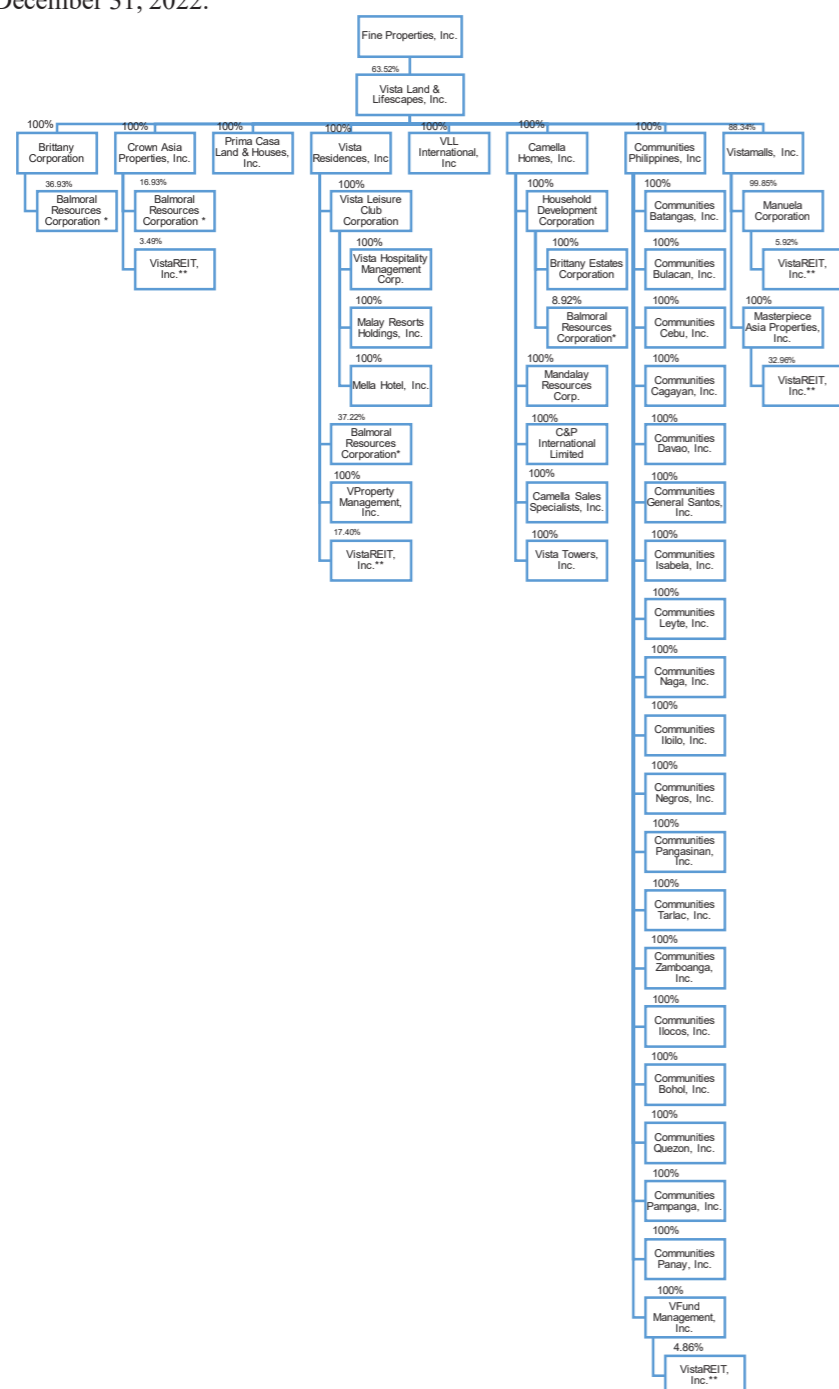 December 31, 2022.
Fine Properties, Inc.
63.52%
Vista Land &
Lifescapes, Inc.
100%
Brittany
Corporation
36.93%
Balmoral
Resources
Corporation *
100%
Crown Asia
Properties, Inc.
16.93%
Balmoral
Resources
Corporation *
3.49%
VistaREIT,
Inc.**
100%
Prima Casa
Land & Houses,
Inc.
100%
Vista
Residences, Inc
100%
Vista Leisure
Club
Corporation
100%
Vista Hospitality
Management
Corp.
100%
Malay Resorts
Holdings, Inc.
100%
Mella Hotel, Inc.
37.22%
Balmoral
Resources
Corporation*
100%
VProperty
Management,
Inc.
17.40%
VistaREIT,
Inc.**
100%
VLL
International,
Inc
100%
Camella
Homes, Inc.
100%
Household
Development
Corporation
100%
Brittany Estates
Corporation
8.92%
Balmoral
Resources
Corporation*
100%
Mandalay
Resources
Corp.
100%
C&P
International
Limited
100%
Camella Sales
Specialists, Inc.
100%
Vista Towers,
Inc.
100%
Communities
Philippines, Inc
100%
Communities
Batangas, Inc.
100%
Communities
Bulacan, Inc.
100%
Communities
Cebu, Inc.
100%
Communities
Cagayan, Inc.
100%
Communities
Davao, Inc.
100%
Communities
General Santos,
Inc.
100%
Communities
Isabela, Inc.
100%
Communities
Leyte, Inc.
100%
Communities
Naga, Inc.
100%
Communities
Iloilo, Inc.
100%
Communities
Negros, Inc.
100%
Communities
Pangasinan,
Inc.
100%
Communities
Tarlac, Inc.
100%
Communities
Zamboanga,
Inc.
100%
Communities
Ilocos, Inc.
100%
Communities
Bohol, Inc.
100%
Communities
Quezon, Inc.
100%
Communities
Pampanga, Inc.
100%
Communities
Panay, Inc.
100%
VFund
Management,
Inc.
4.86%
VistaREIT,
Inc.**
88.34%
Vistamalls, Inc.
99.85%
Manuela
Corporation
5.92%
VistaREIT,
Inc.**
100%
Masterpiece
Asia Properties,
Inc.
32.96%
VistaREIT,
Inc.**